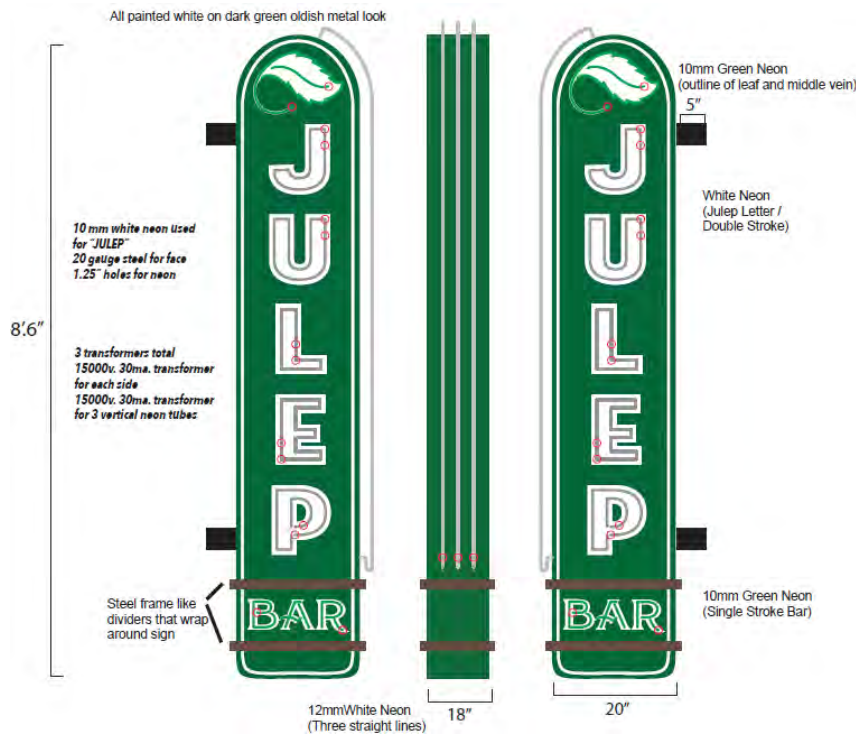 All painted white on dark green oldish metal look
10mm Green Neon
(outline of leaf and middle vein)
5"
JULEP
JULEP
White Neon
(Julep Letter /
Double Stroke)
10 mm white neon used
for "JULEP"
20 gauge steel for face
1.25" holes for neon
8'.6"
3 transformers total
15000v. 30ma. transformer
for each side
15000v. 30ma. transformer
for 3 vertical neon tubes
Steel frame like
dividers that wrap
around sign
BAR
BAR
10mm Green Neon
(Single Stroke Bar)
12mmWhite Neon
(Three straight lines)
18"
20"